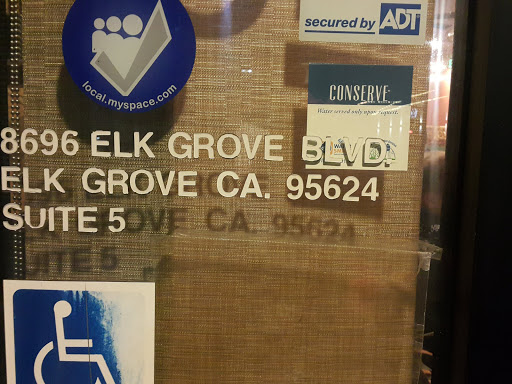 local.myspace.com
secured by ADT
CONSERVE
Water served only upon request.
8696 ELK GROVE BLVD.
ELK GROVE CA. 95624
SUITE 5